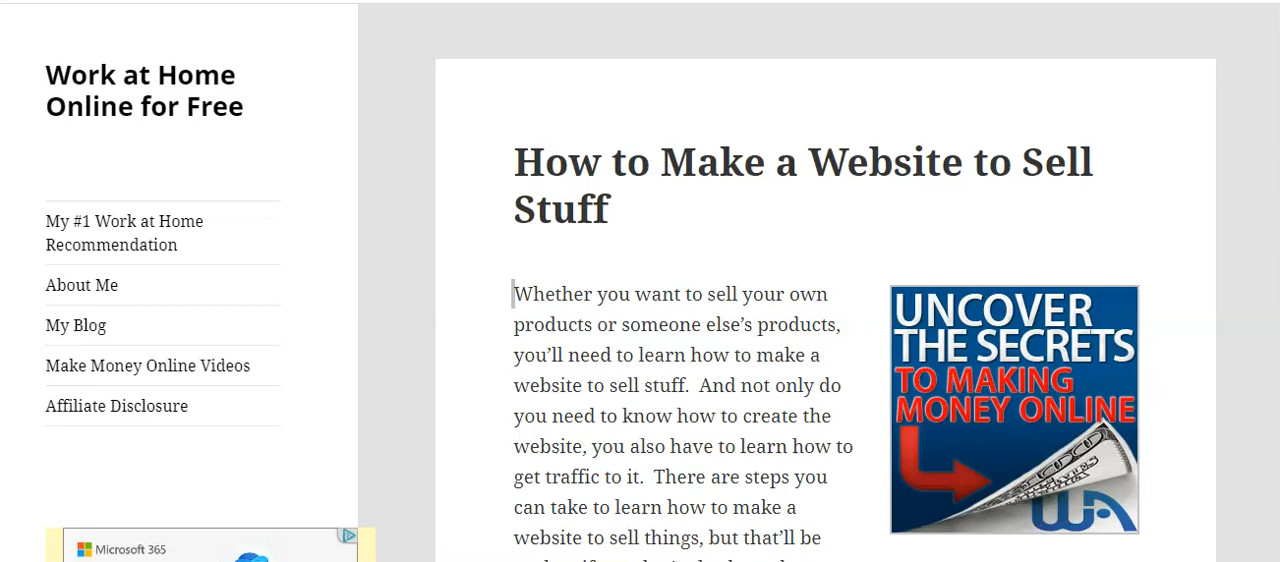 Work at Home
Online for Free
My #1 Work at Home
Recommendation
About Me
My Blog
Make Money Online Videos
Affiliate Disclosure
Microsoft 365
How to Make a Website to Sell
Stuff
Whether you want to sell your own
products or someone else’s products,
you’ll need to learn how to make a
website to sell stuff.  And not only do
you need to know how to create the
website, you also have to learn how to
get traffic to it.  There are steps you
can take to learn how to make a
website to sell things, but that’ll be
UNCOVER
THE SECRETS
TO MAKING
MONEY ONLINE
WA